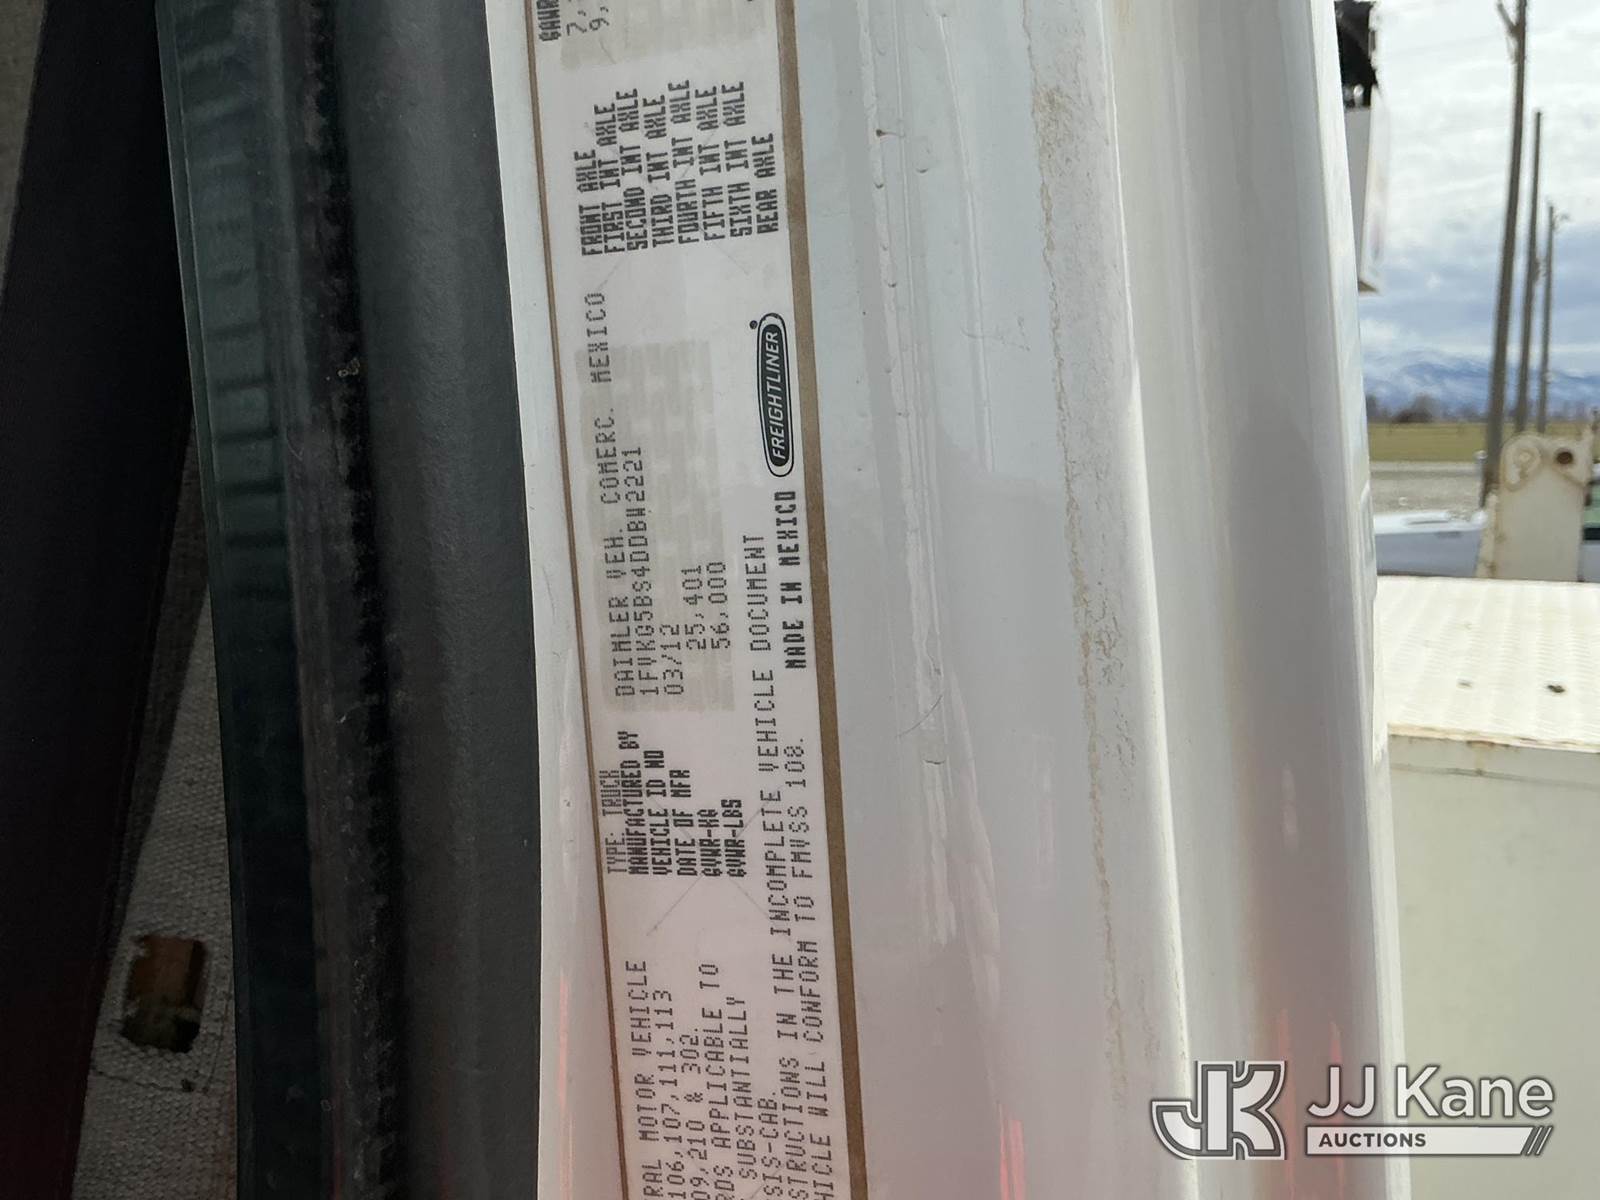 RAL MOTOR VEHICLE
106,107,111,113
09,210 & 302.
RDS APPLICABLE TO
SUBSTANTIALLY
SIS-CAB.
STRUCTIONS IN THE INCOMPLETE VEHICLE DOCUMENT
HICLE WILL CONFORM TO FMVSS 108.
TYPE: TRUCK
MANUFACTURED BY DAIMLER VEH. COMERC. MEXICO
VEHICLE ID NO 1FVKG5BS4DDBW2221
DATE OF MFR 03/12
GVWR-KG 25,401
GVWR-LBS 56,000
MADE IN MEXICO
FREIGHTLINER
FRONT AXLE
FIRST INT AXLE
SECOND INT AXLE
THIRD INT AXLE
FOURTH INT AXLE
FIFTH INT AXLE
SIXTH INT AXLE
REAR AXLE
GAWR
JK JJ Kane
AUCTIONS